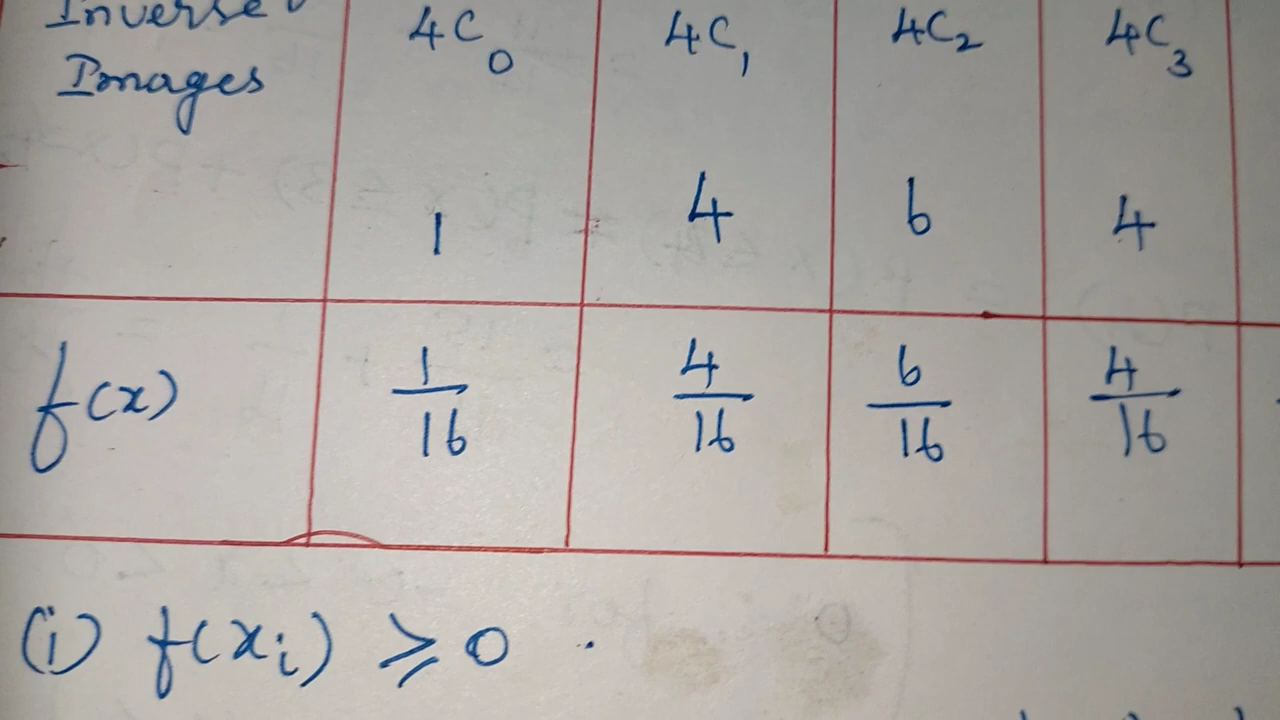 Inverse 4C₀ 4C₁ 4C₂ 4C₃
Images
1 4 6 4
f(x) 1/16 4/16 6/16 4/16
(i) f(xᵢ) ⩾ 0 .